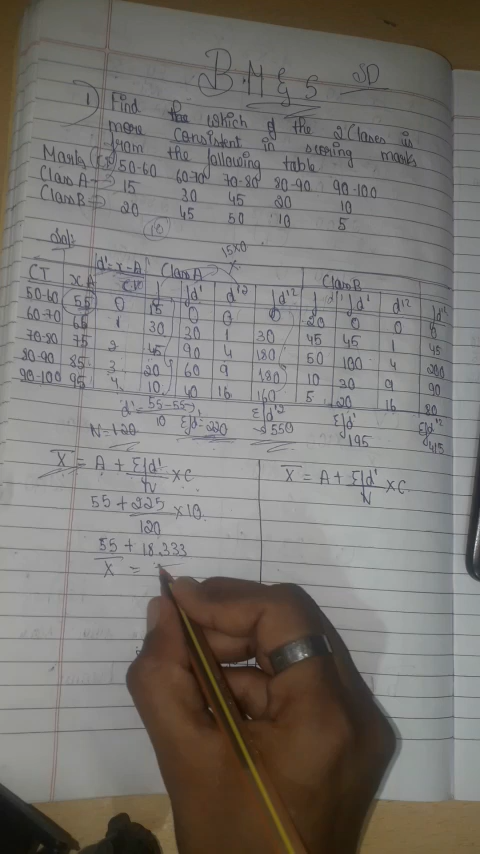 B.M & S SD
1) Find the which of the 2 Classes is
more consistent in scoring marks
from the following table
Marks (CI) 50-60 60-70 70-80 80-90 90-100
Class A → 15 30 45 20 10
Class B → 20 45 50 10 5
10
Sol:
15x0
CI x A d'=x-A Class A Class B
f fd' d'2 fd'2 f fd' d'2 fd'2
50-60 55 0 15 0 0 0 20 0 0 0
60-70 65 1 30 30 1 30 45 45 1 45
70-80 75 2 45 90 4 180 50 100 4 200
80-90 85 3 20 60 9 180 10 30 9 90
90-100 95 4 10 40 16 160 5 20 16 80
d'= 55-55/10
N=120 Σfd'=220 Σfd'2 550 Σfd' 195 Σfd'2 415
X = A + Σfd'/N x C X = A + Σfd'/N x C.
55 + 225/120 x 10.
55 + 18.333
X =